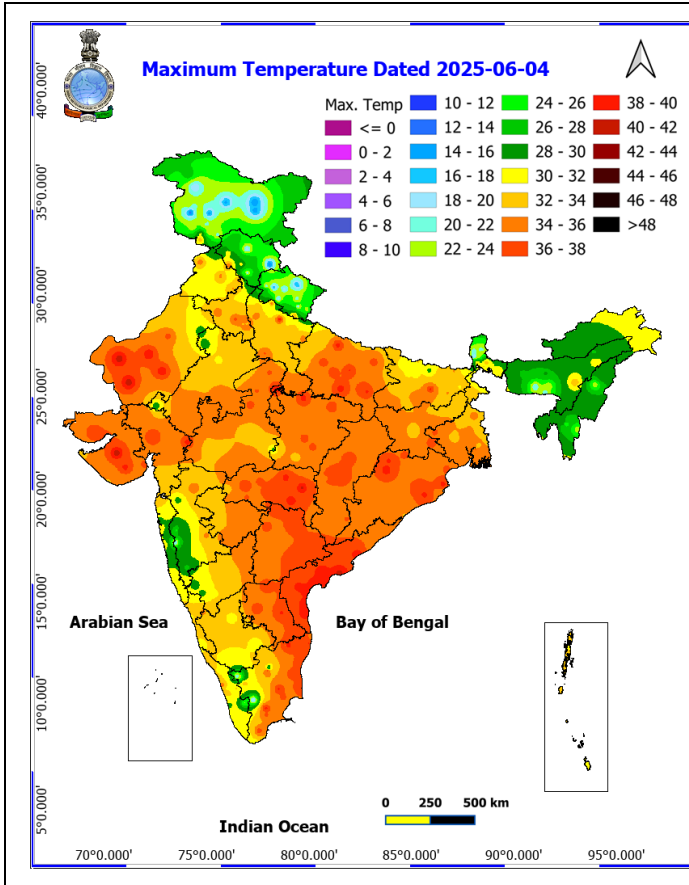 Maximum Temperature Dated 2025-06-04
Max. Temp
<= 0
0 - 2
2 - 4
4 - 6
6 - 8
8 - 10
10 - 12
12 - 14
14 - 16
16 - 18
18 - 20
20 - 22
22 - 24
24 - 26
26 - 28
28 - 30
30 - 32
32 - 34
34 - 36
36 - 38
38 - 40
40 - 42
42 - 44
44 - 46
46 - 48
>48
40°0.000'
35°0.000'
30°0.000'
25°0.000'
20°0.000'
15°0.000'
10°0.000'
5°0.000'
Arabian Sea
Bay of Bengal
0 250 500 km
Indian Ocean
70°0.000' 75°0.000' 80°0.000' 85°0.000' 90°0.000' 95°0.000'